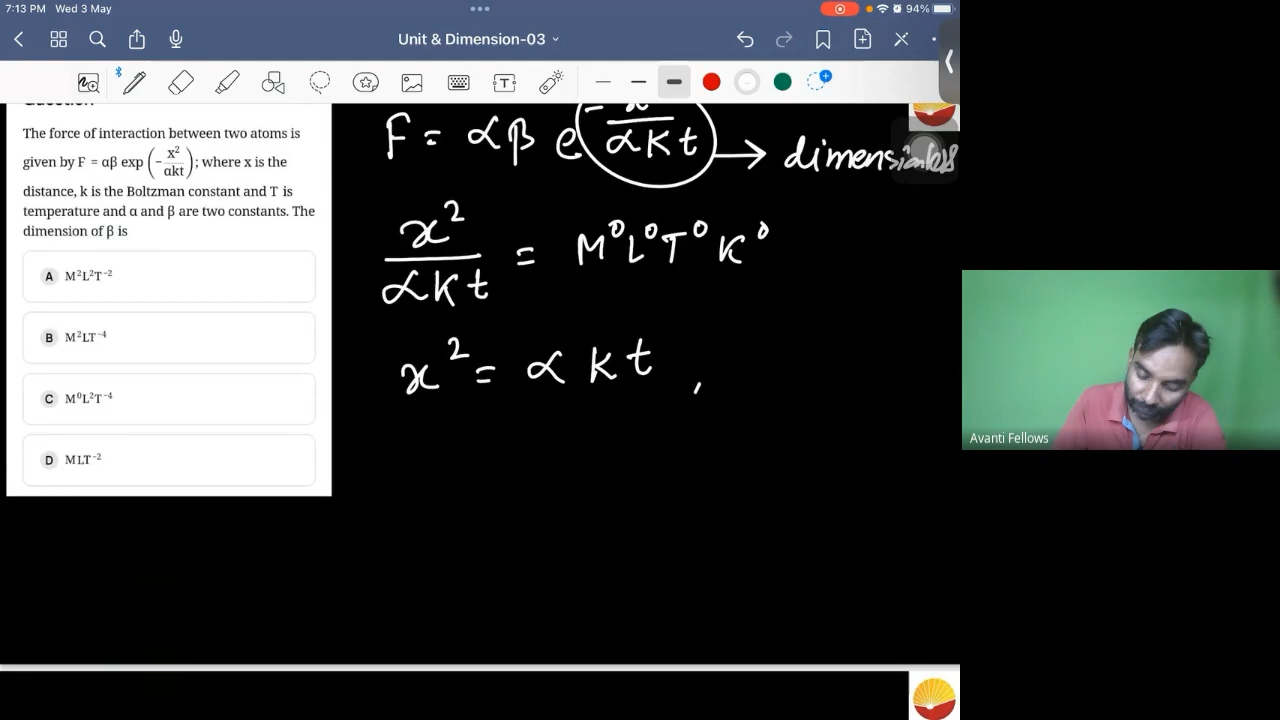 7:13 PM Wed 3 May
94%
Unit & Dimension-03
Question
The force of interaction between two atoms is
given by F = αβ exp (−x²/αkt); where x is the
distance, k is the Boltzman constant and T is
temperature and α and β are two constants. The
dimension of β is
A M²L²T⁻²
B M²LT⁻⁴
C M⁰L²T⁻⁴
D MLT⁻²
F = αβ e −x/αKt → dimensionless
x²/αKt = M⁰L⁰T⁰K⁰
x² = α K t ,
Avanti Fellows